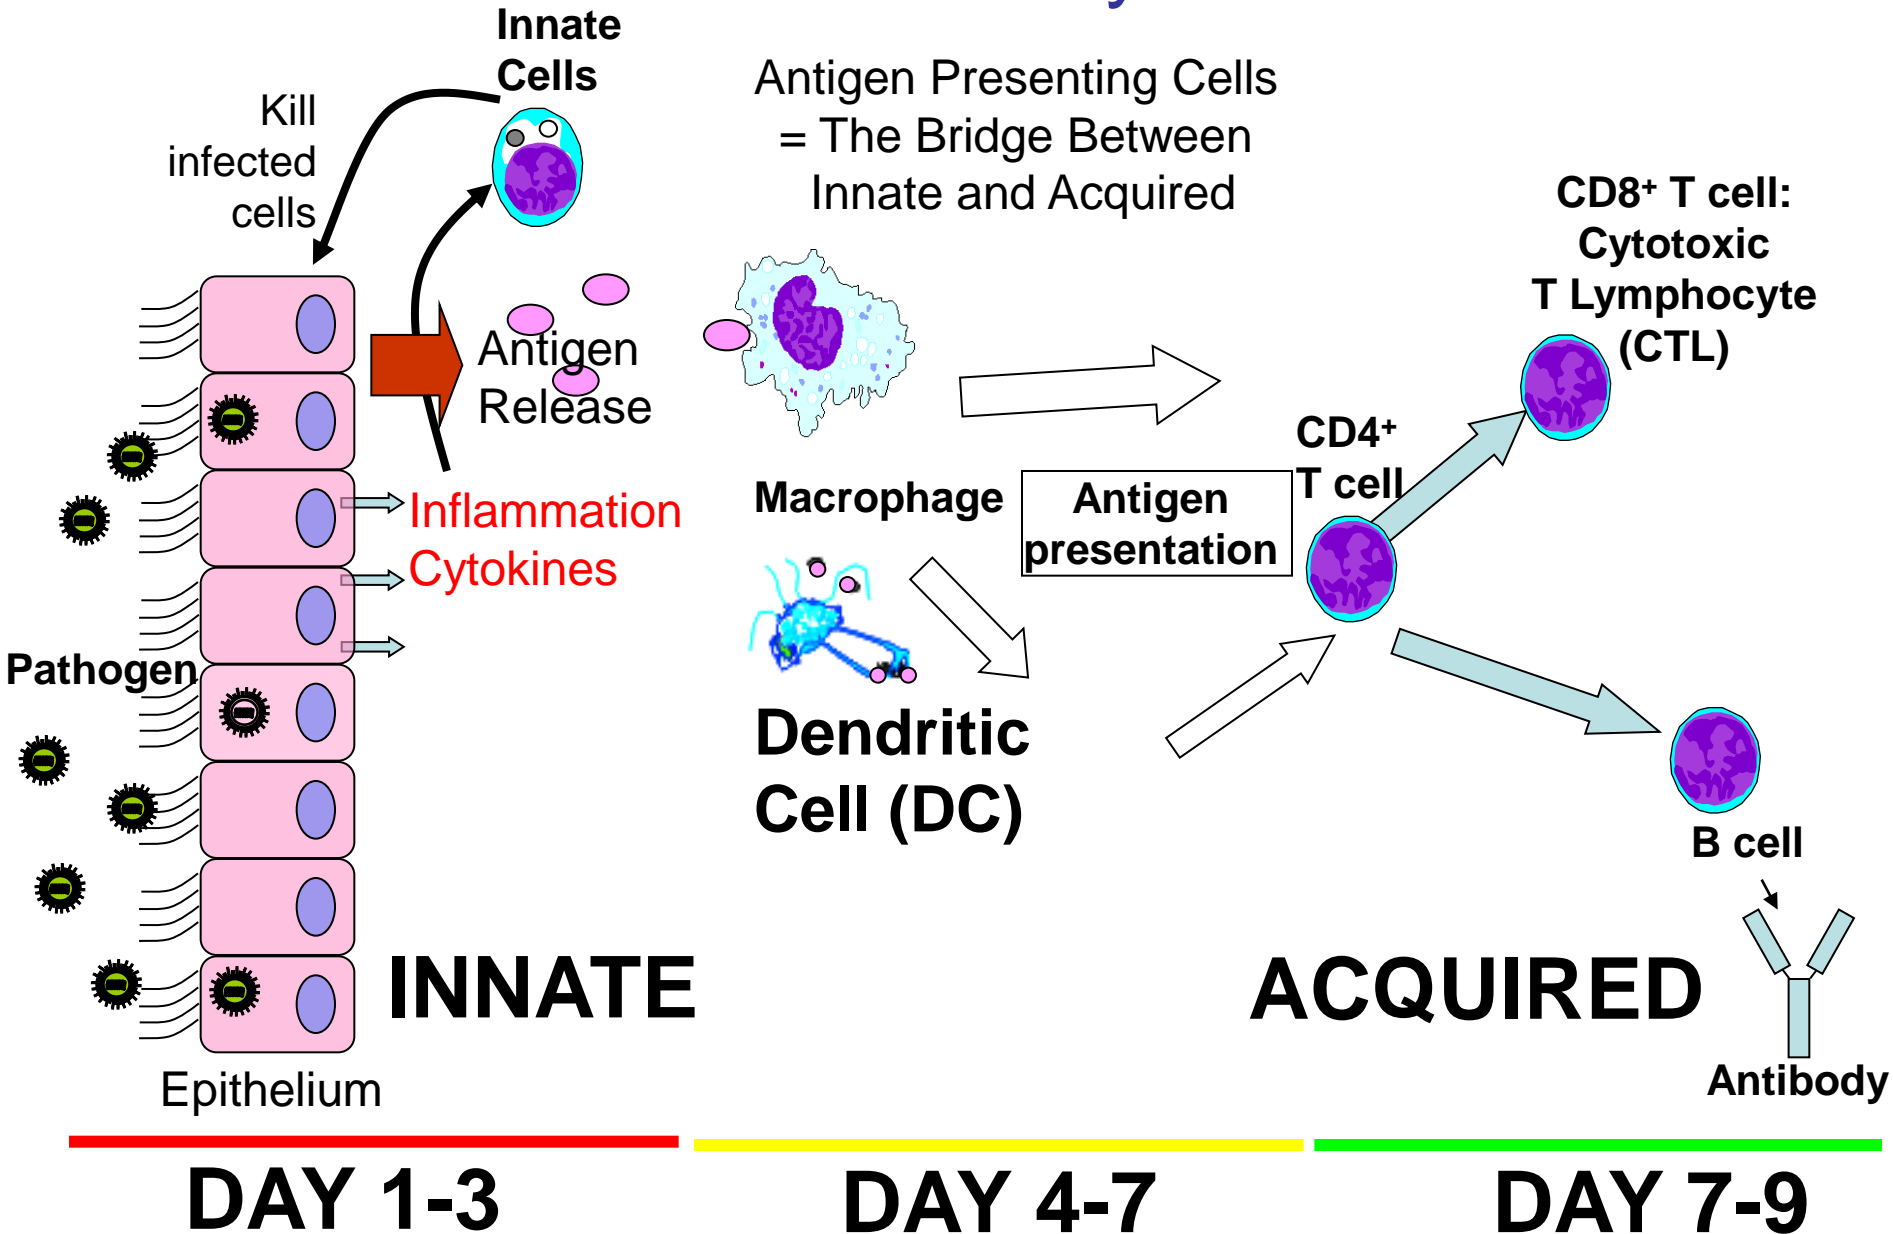 Innate
Cells
Kill
infected
cells
Antigen Presenting Cells
= The Bridge Between
Innate and Acquired
CD8+ T cell:
Cytotoxic
T Lymphocyte
(CTL)
Antigen
Release
CD4+
T cell
Inflammation
Cytokines
Macrophage
Antigen
presentation
Pathogen
Dendritic
Cell (DC)
B cell
INNATE
ACQUIRED
Epithelium
Antibody
DAY 1-3
DAY 4-7
DAY 7-9